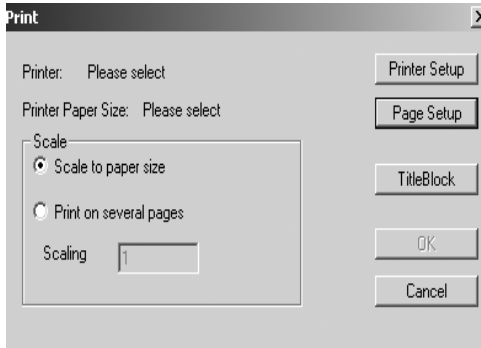 Print
Printer: Please select
Printer Setup
Printer Paper Size: Please select
Page Setup
Scale
Scale to paper size
TitleBlock
Print on several pages
Scaling 1
OK
Cancel